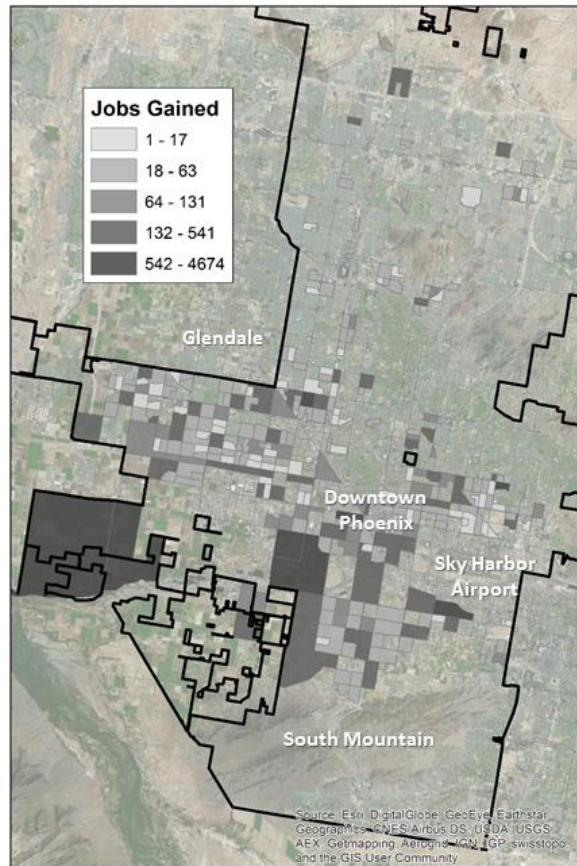 Jobs Gained
1 - 17
18 - 63
64 - 131
132 - 541
542 - 4674
Glendale
Downtown
Phoenix
Sky Harbor
Airport
South Mountain
Source: Esri, DigitalGlobe, GeoEye, Earthstar
Geographics, CNES/Airbus DS, USDA, USGS,
AEX, Getmapping, Aerogrid, IGN, IGP, swisstopo,
and the GIS User Community